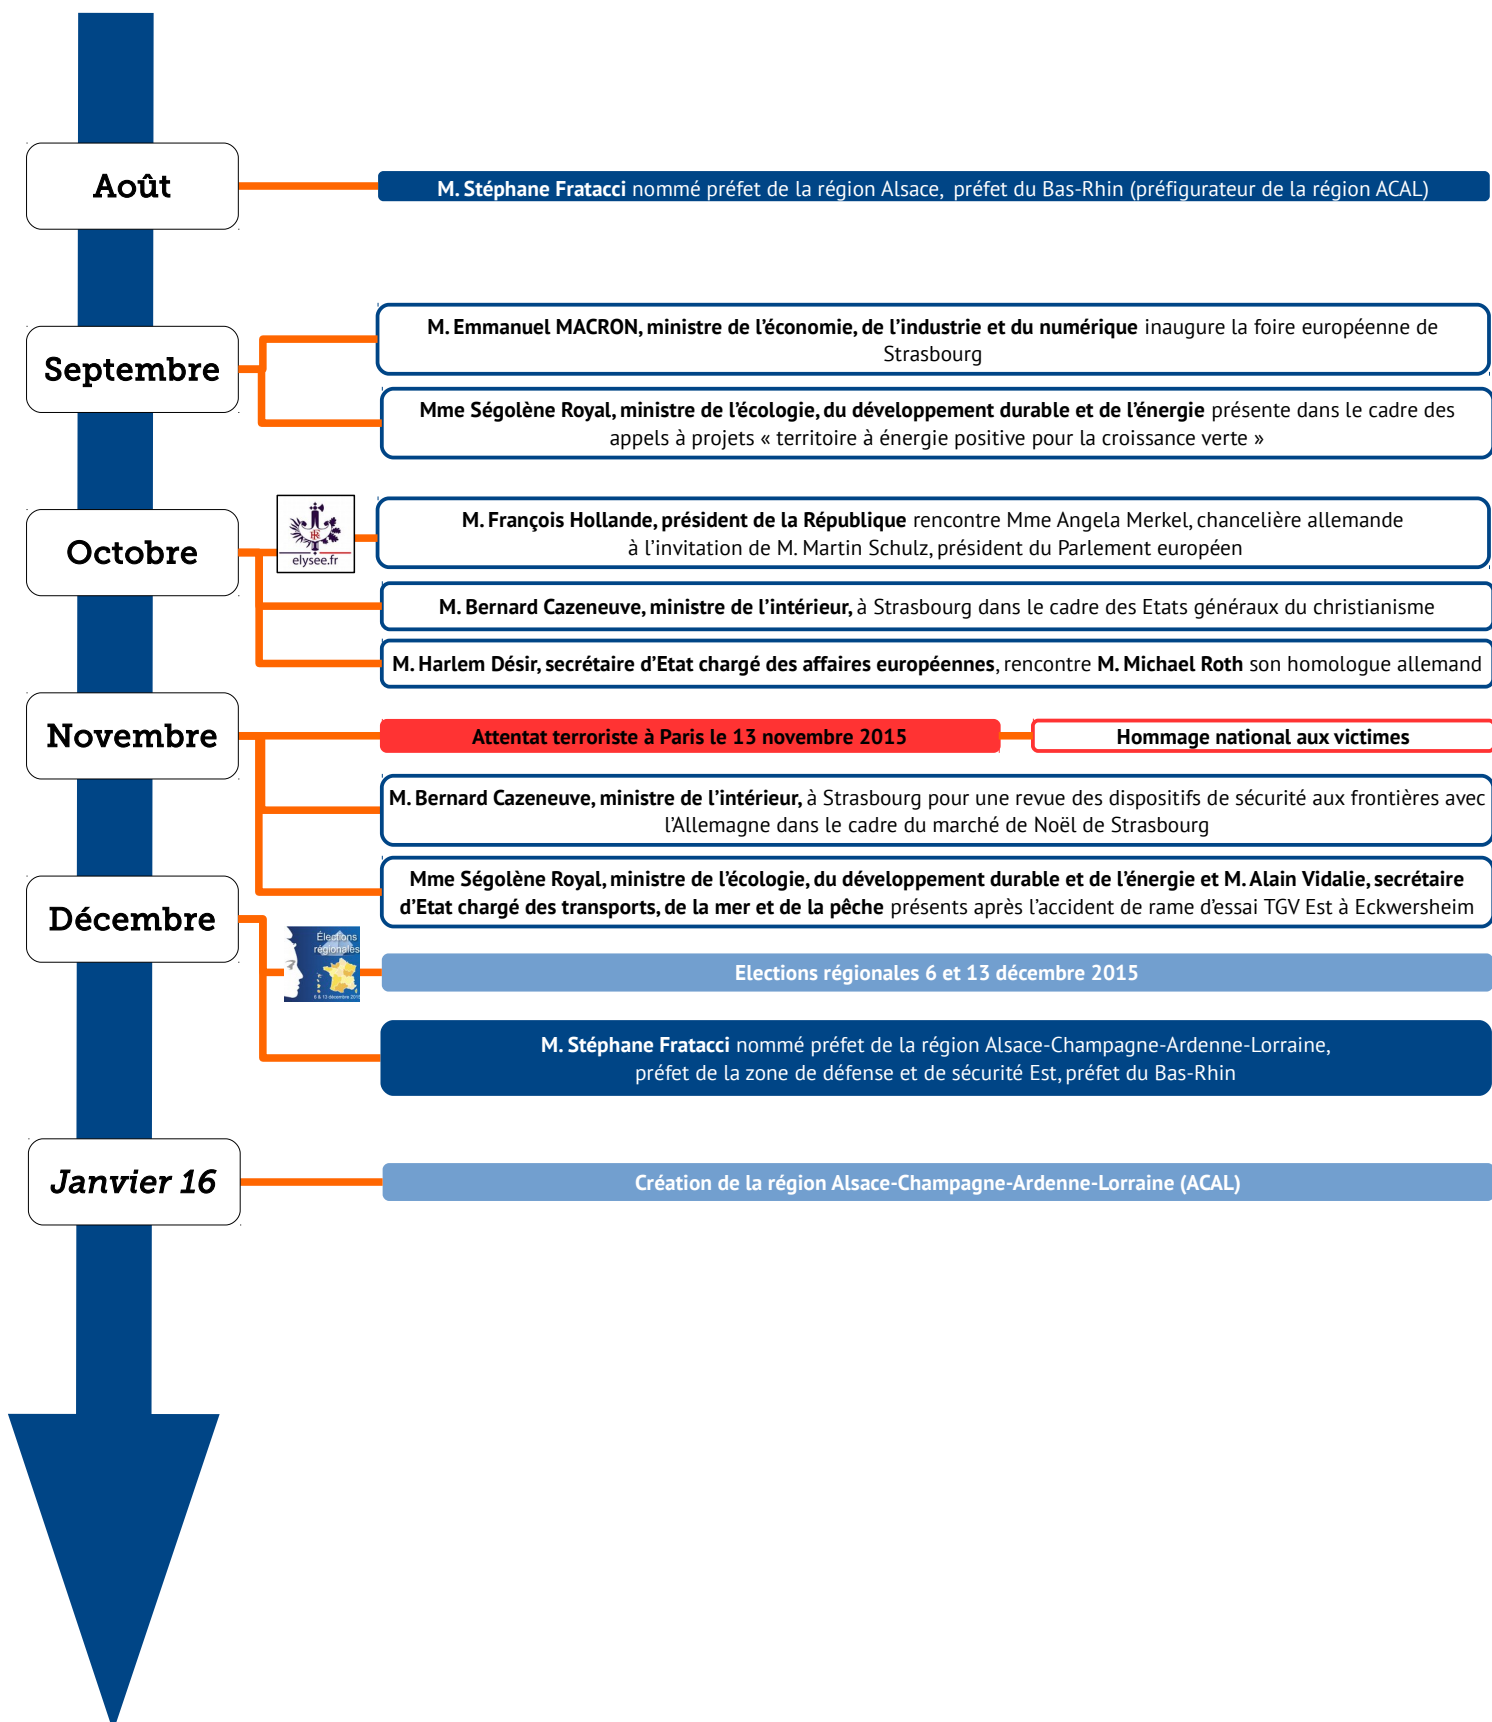 Août
M. Stéphane Fratacci nommé préfet de la région Alsace, préfet du Bas-Rhin (préfigurateur de la région ACAL)
Septembre
M. Emmanuel MACRON, ministre de l'économie, de l'industrie et du numérique inaugure la foire européenne de
Strasbourg
Mme Ségolène Royal, ministre de l'écologie, du développement durable et de l'énergie présente dans le cadre des
appels à projets « territoire à énergie positive pour la croissance verte »
Octobre
elysee.fr
M. François Hollande, président de la République rencontre Mme Angela Merkel, chancelière allemande
à l'invitation de M. Martin Schulz, président du Parlement européen
M. Bernard Cazeneuve, ministre de l'intérieur, à Strasbourg dans le cadre des Etats généraux du christianisme
M. Harlem Désir, secrétaire d'Etat chargé des affaires européennes, rencontre M. Michael Roth son homologue allemand
Novembre
Attentat terroriste à Paris le 13 novembre 2015
Hommage national aux victimes
M. Bernard Cazeneuve, ministre de l'intérieur, à Strasbourg pour une revue des dispositifs de sécurité aux frontières avec
l'Allemagne dans le cadre du marché de Noël de Strasbourg
Mme Ségolène Royal, ministre de l'écologie, du développement durable et de l'énergie et M. Alain Vidalie, secrétaire
d'Etat chargé des transports, de la mer et de la pêche présents après l'accident de rame d'essai TGV Est à Eckwersheim
Décembre
Élections
régionales
6 & 13 décembre 2015
Elections régionales 6 et 13 décembre 2015
M. Stéphane Fratacci nommé préfet de la région Alsace-Champagne-Ardenne-Lorraine,
préfet de la zone de défense et de sécurité Est, préfet du Bas-Rhin
Janvier 16
Création de la région Alsace-Champagne-Ardenne-Lorraine (ACAL)